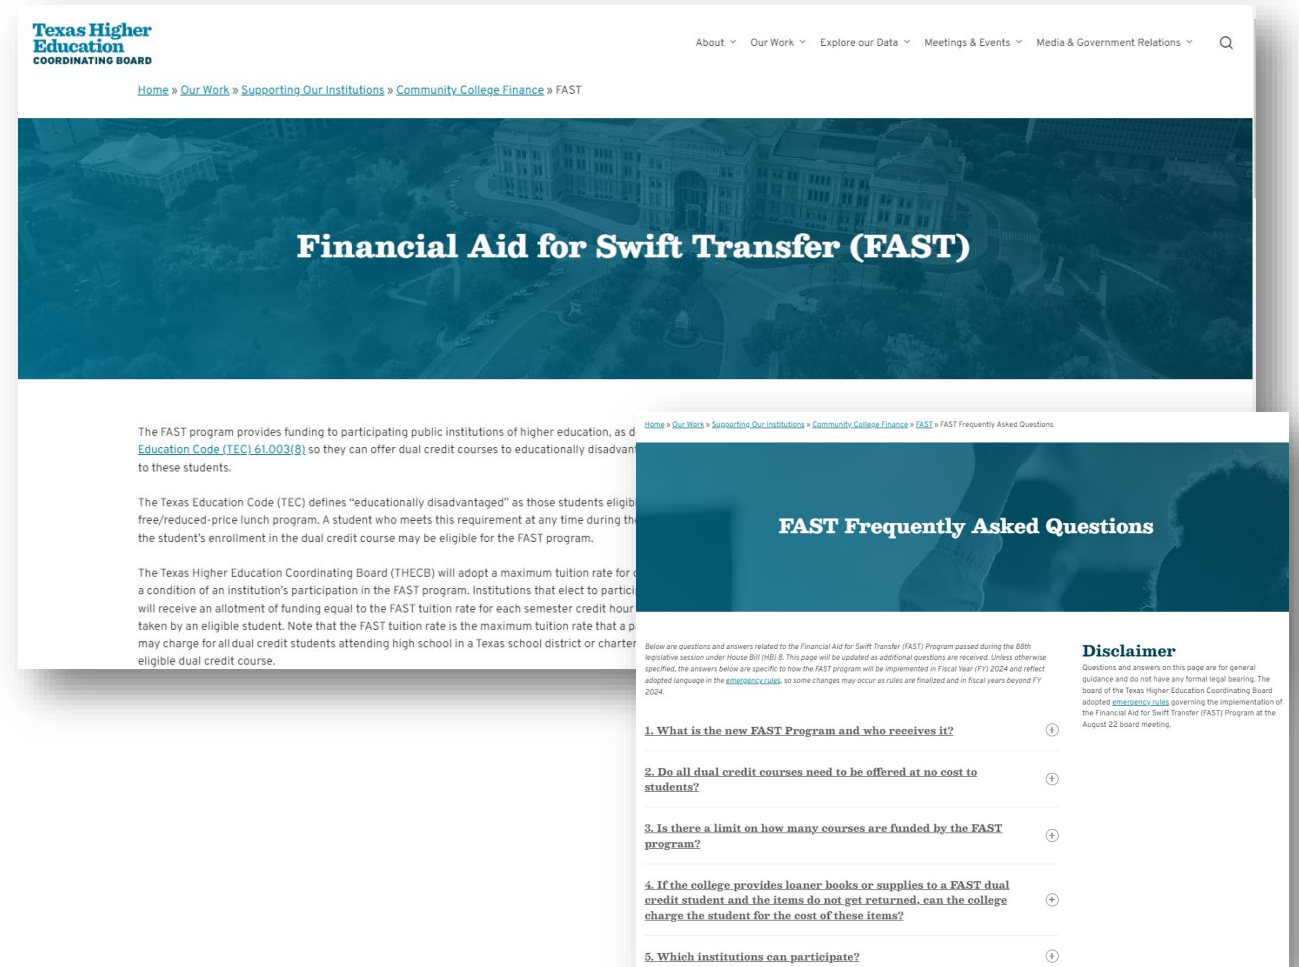 Texas Higher
Education
COORDINATING BOARD
About Our Work Explore our Data Meetings & Events Media & Government Relations
Home » Our Work » Supporting Our Institutions » Community College Finance » FAST
Financial Aid for Swift Transfer (FAST)
The FAST program provides funding to participating public institutions of higher education, as d
Education Code (TEC) 61.003(8) so they can offer dual credit courses to educationally disadvan
to these students.
The Texas Education Code (TEC) defines “educationally disadvantaged” as those students eligib
free/reduced-price lunch program. A student who meets this requirement at any time during the
the student’s enrollment in the dual credit course may be eligible for the FAST program.
The Texas Higher Education Coordinating Board (THECB) will adopt a maximum tuition rate for
a condition of an institution’s participation in the FAST program. Institutions that elect to partici
will receive an allotment of funding equal to the FAST tuition rate for each semester credit hour
taken by an eligible student. Note that the FAST tuition rate is the maximum tuition rate that a p
may charge for all dual credit students attending high school in a Texas school district or charter
eligible dual credit course.
Home » Our Work » Supporting Our Institutions » Community College Finance » FAST » FAST Frequently Asked Questions
FAST Frequently Asked Questions
Below are questions and answers related to the Financial Aid for Swift Transfer (FAST) Program passed during the 88th
legislative session under House Bill (HB) 8. This page will be updated as additional questions are received. Unless otherwise
specified, the answers below are specific to how the FAST program will be implemented in Fiscal Year (FY) 2024 and reflect
adopted language in the emergency rules, so some changes may occur as rules are finalized and in fiscal years beyond FY
2024.
1. What is the new FAST Program and who receives it?
2. Do all dual credit courses need to be offered at no cost to
students?
3. Is there a limit on how many courses are funded by the FAST
program?
4. If the college provides loaner books or supplies to a FAST dual
credit student and the items do not get returned, can the college
charge the student for the cost of these items?
5. Which institutions can participate?
Disclaimer
Questions and answers on this page are for general
guidance and do not have any formal legal bearing. The
board of the Texas Higher Education Coordinating Board
adopted emergency rules governing the implementation of
the Financial Aid for Swift Transfer (FAST) Program at the
August 22 board meeting.